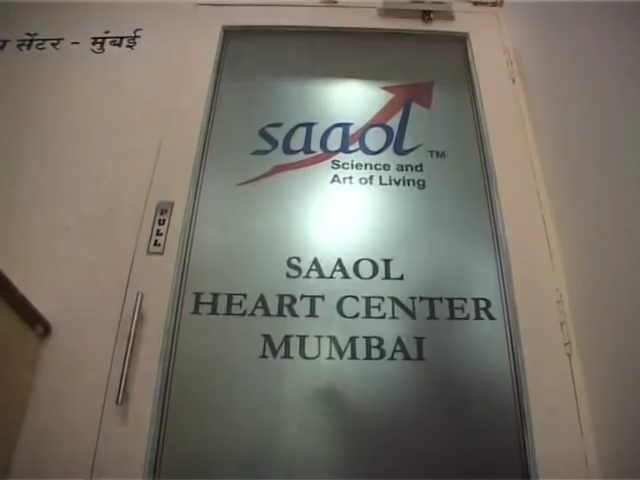 सेंटर - मुंबई
saaol TM
Science and
Art of Living
PULL
SAAOL
HEART CENTER
MUMBAI